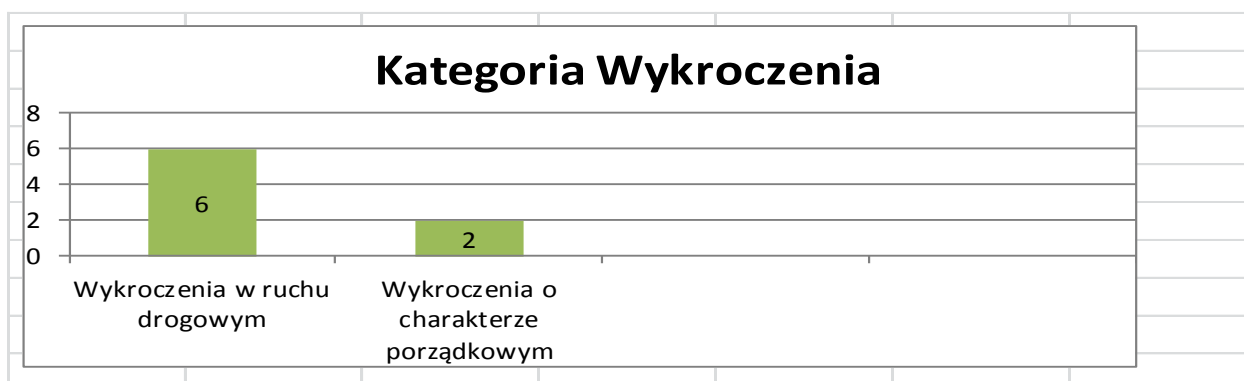 Kategoria Wykroczenia
8
6
4
2
0
6
2
Wykroczenia w ruchu
drogowym
Wykroczenia o
charakterze
porządkowym